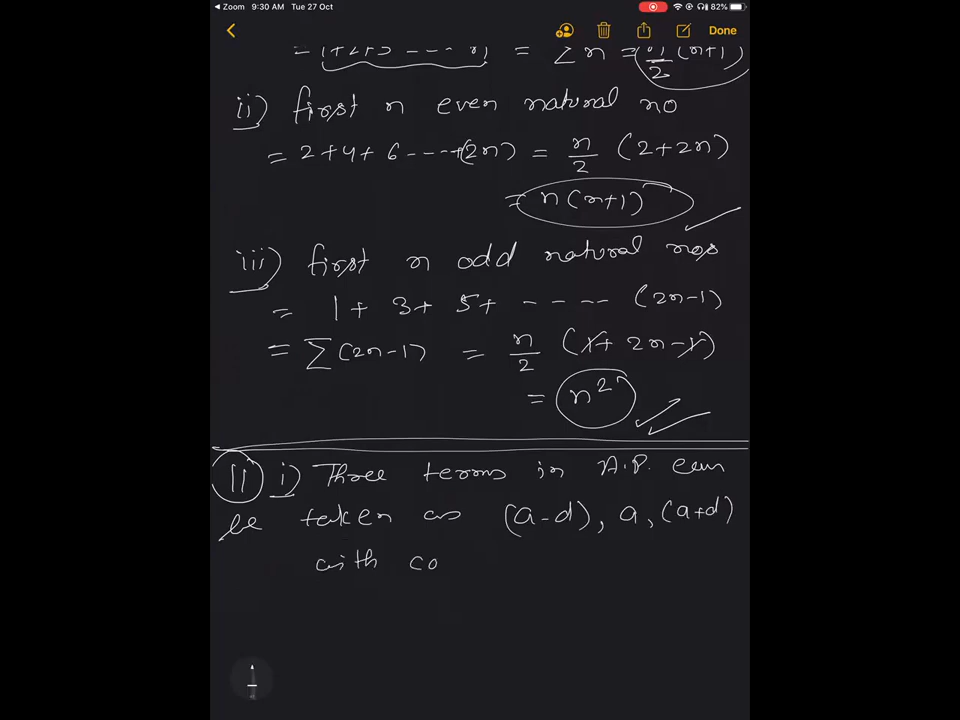 Zoom 9:30 AM Tue 27 Oct 82%
Done
= 1+2+3 ---- n = Σn = n/2 (n+1)
ii) first n even natural no
= 2+4+6 ----+(2n) = n/2 (2+2n)
= n(n+1)
iii) first n odd natural nos
= 1+ 3+ 5+ ---- (2n-1)
= Σ(2n-1) = n/2 (1+2n-1)
= n²
11 i) Three terms in A.P. can
be taken as (a-d), a, (a+d)
with co